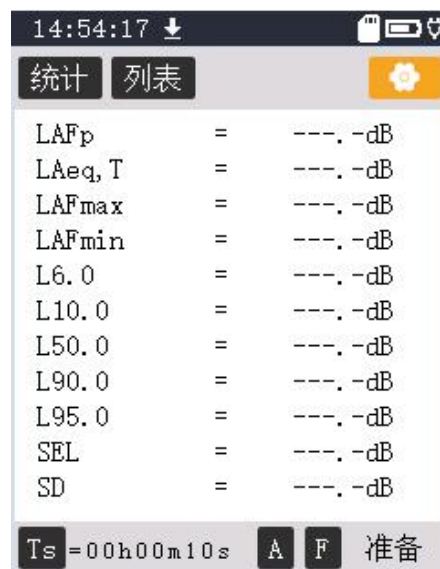 14:54:17
统计 列表
LAFp = ---.-dB
LAeq,T = ---.-dB
LAFmax = ---.-dB
LAFmin = ---.-dB
L6.0 = ---.-dB
L10.0 = ---.-dB
L50.0 = ---.-dB
L90.0 = ---.-dB
L95.0 = ---.-dB
SEL = ---.-dB
SD = ---.-dB
Ts =00h00m10s A F 准备